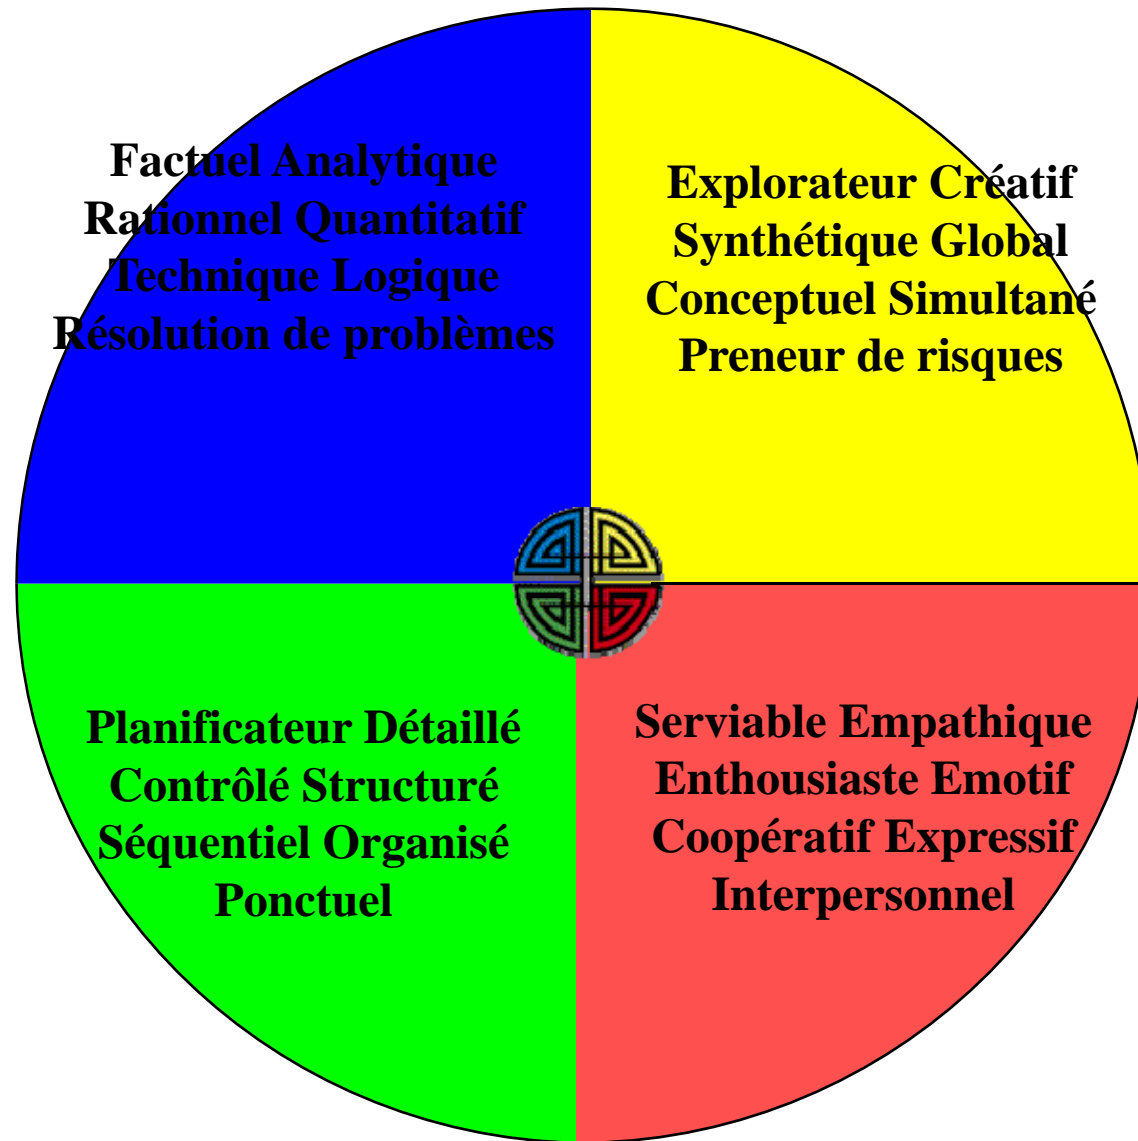 Factuel Analytique
Rationnel Quantitatif
Technique Logique
Résolution de problèmes
Explorateur Créatif
Synthétique Global
Conceptuel Simultané
Preneur de risques
Planificateur Détaillé
Contrôlé Structuré
Séquentiel Organisé
Ponctuel
Serviable Empathique
Enthousiaste Emotif
Coopératif Expressif
Interpersonnel